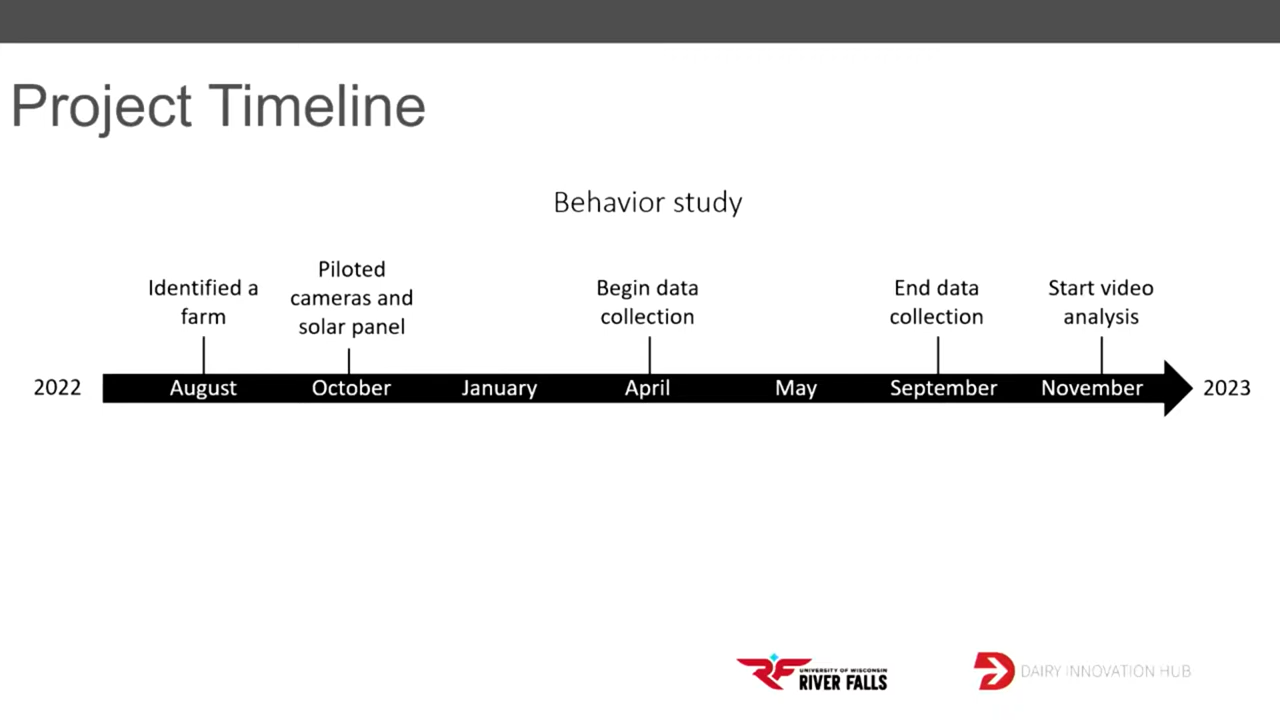 Project Timeline
Behavior study
Identified a
farm
Piloted
cameras and
solar panel
Begin data
collection
End data
collection
Start video
analysis
2022
August
October
January
April
May
September
November
2023
UNIVERSITY OF WISCONSIN
RIVER FALLS
DAIRY INNOVATION HUB